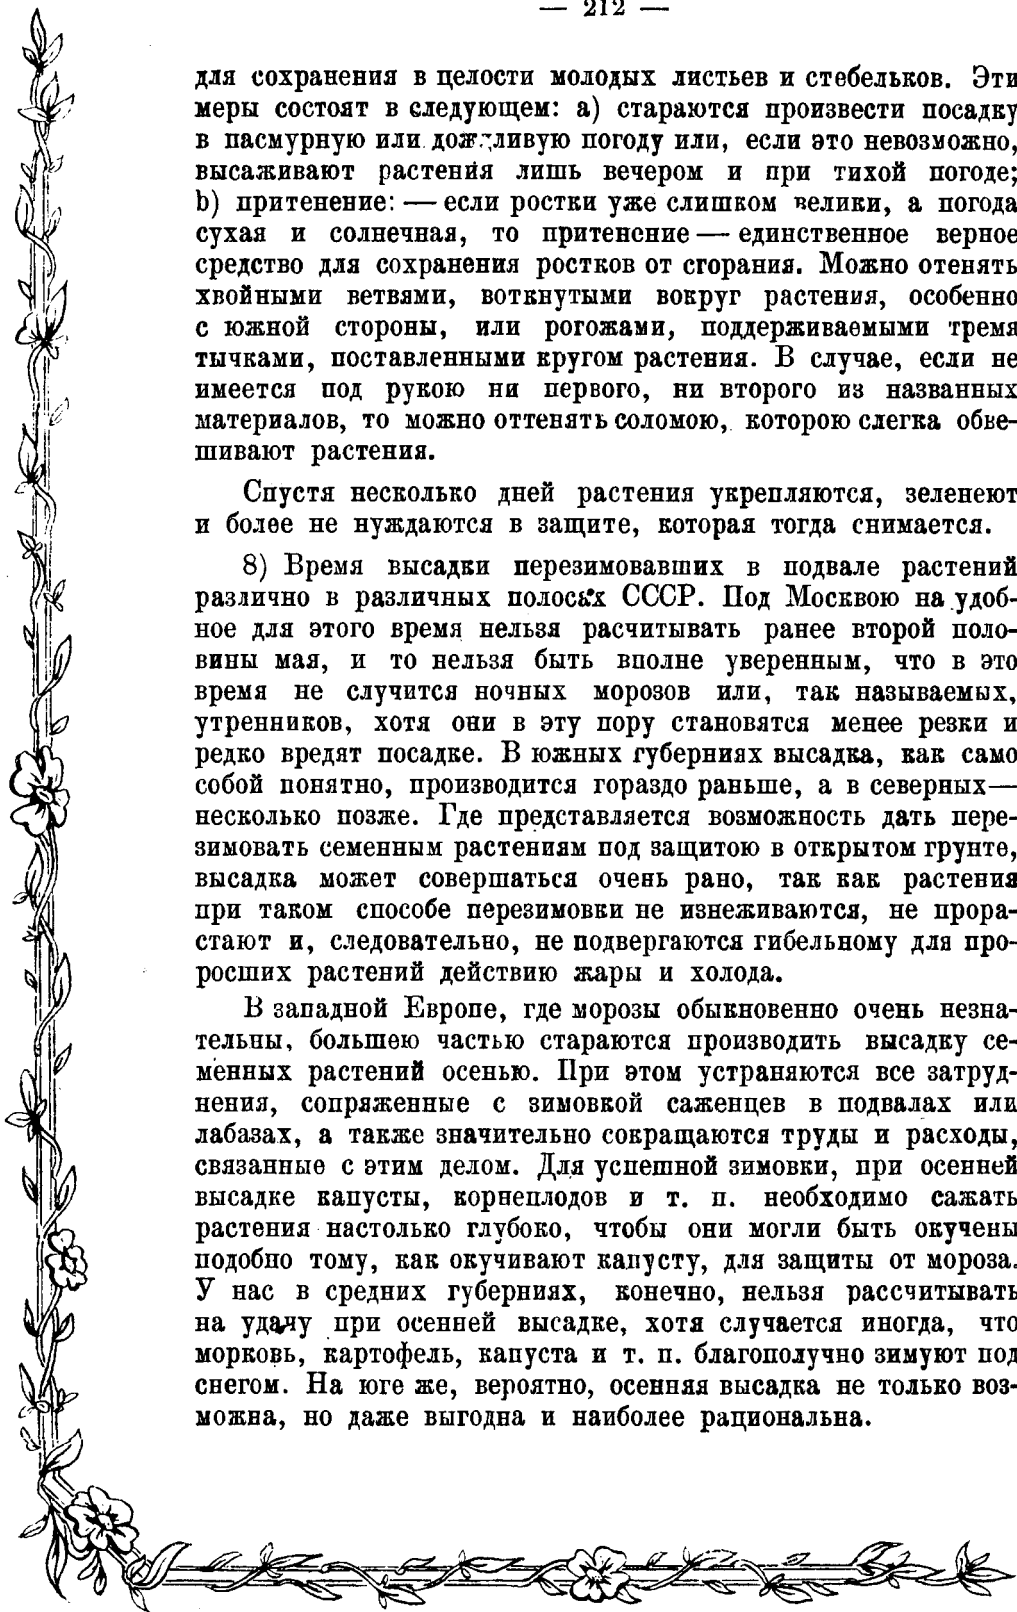 — 212 —
для сохранения в целости молодых листьев и стебельков. Эти
меры состоят в следующем: а) стараются произвести посадку
в пасмурную или дождливую погоду или, если это невозможно,
высаживают растения лишь вечером и при тихой погоде;
b) притенение: — если ростки уже слишком велики, а погода
сухая и солнечная, то притенение — единственное верное
средство для сохранения ростков от сгорания. Можно отенять
хвойными ветвями, воткнутыми вокруг растения, особенно
с южной стороны, или рогожами, поддерживаемыми тремя
тычками, поставленными кругом растения. В случае, если не
имеется под рукою ни первого, ни второго из названных
материалов, то можно оттенять соломою, которою слегка обве-
шивают растения.
Спустя несколько дней растения укрепляются, зеленеют
и более не нуждаются в защите, которая тогда снимается.
8) Время высадки перезимовавших в подвале растений
различно в различных полосах СССР. Под Москвою на удоб-
ное для этого время нельзя расчитывать ранее второй поло-
вины мая, и то нельзя быть вполне уверенным, что в это
время не случится ночных морозов или, так называемых,
утренников, хотя они в эту пору становятся менее резки и
редко вредят посадке. В южных губерниях высадка, как само
собой понятно, производится гораздо раньше, а в северных—
несколько позже. Где представляется возможность дать пере-
зимовать семенным растениям под защитою в открытом грунте,
высадка может совершаться очень рано, так как растения
при таком способе перезимовки не изнеживаются, не прора-
стают и, следовательно, не подвергаются гибельному для про-
росших растений действию жары и холода.
В западной Европе, где морозы обыкновенно очень незна-
тельны, большею частью стараются производить высадку се-
менных растений осенью. При этом устраняются все затруд-
нения, сопряженные с зимовкой саженцев в подвалах или
лабазах, а также значительно сокращаются труды и расходы,
связанные с этим делом. Для успешной зимовки, при осенней
высадке капусты, корнеплодов и т. п. необходимо сажать
растения настолько глубоко, чтобы они могли быть окучены
подобно тому, как окучивают капусту, для защиты от мороза.
У нас в средних губерниях, конечно, нельзя рассчитывать
на удачу при осенней высадке, хотя случается иногда, что
морковь, картофель, капуста и т. п. благополучно зимуют под
снегом. На юге же, вероятно, осенняя высадка не только воз-
можна, но даже выгодна и наиболее рациональна.